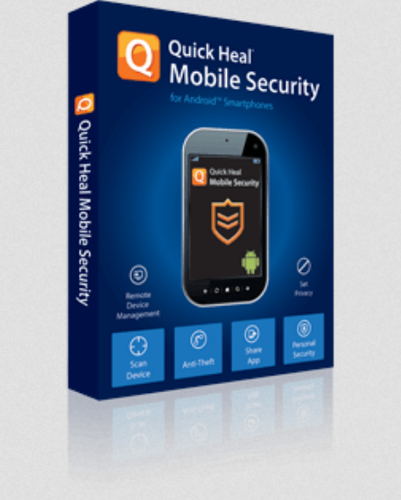 Q
Quick Heal®
Mobile Security
for Android™ Smartphones
Q
Quick Heal Mobile Security
Q
Quick Heal
Mobile Security
Remote
Device
Management
Set
Privacy
Scan
Device
Anti-Theft
Share
App
Personal
Security